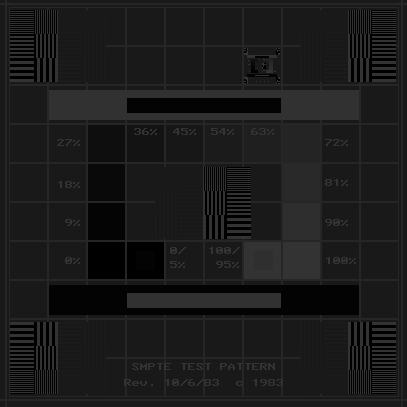 36% 45% 54% 63%
27% 72%
18% 81%
9% 90%
0/ 100/
0% 5% 95% 100%
SMPTE TEST PATTERN
Rev. 10/6/83 c 1983